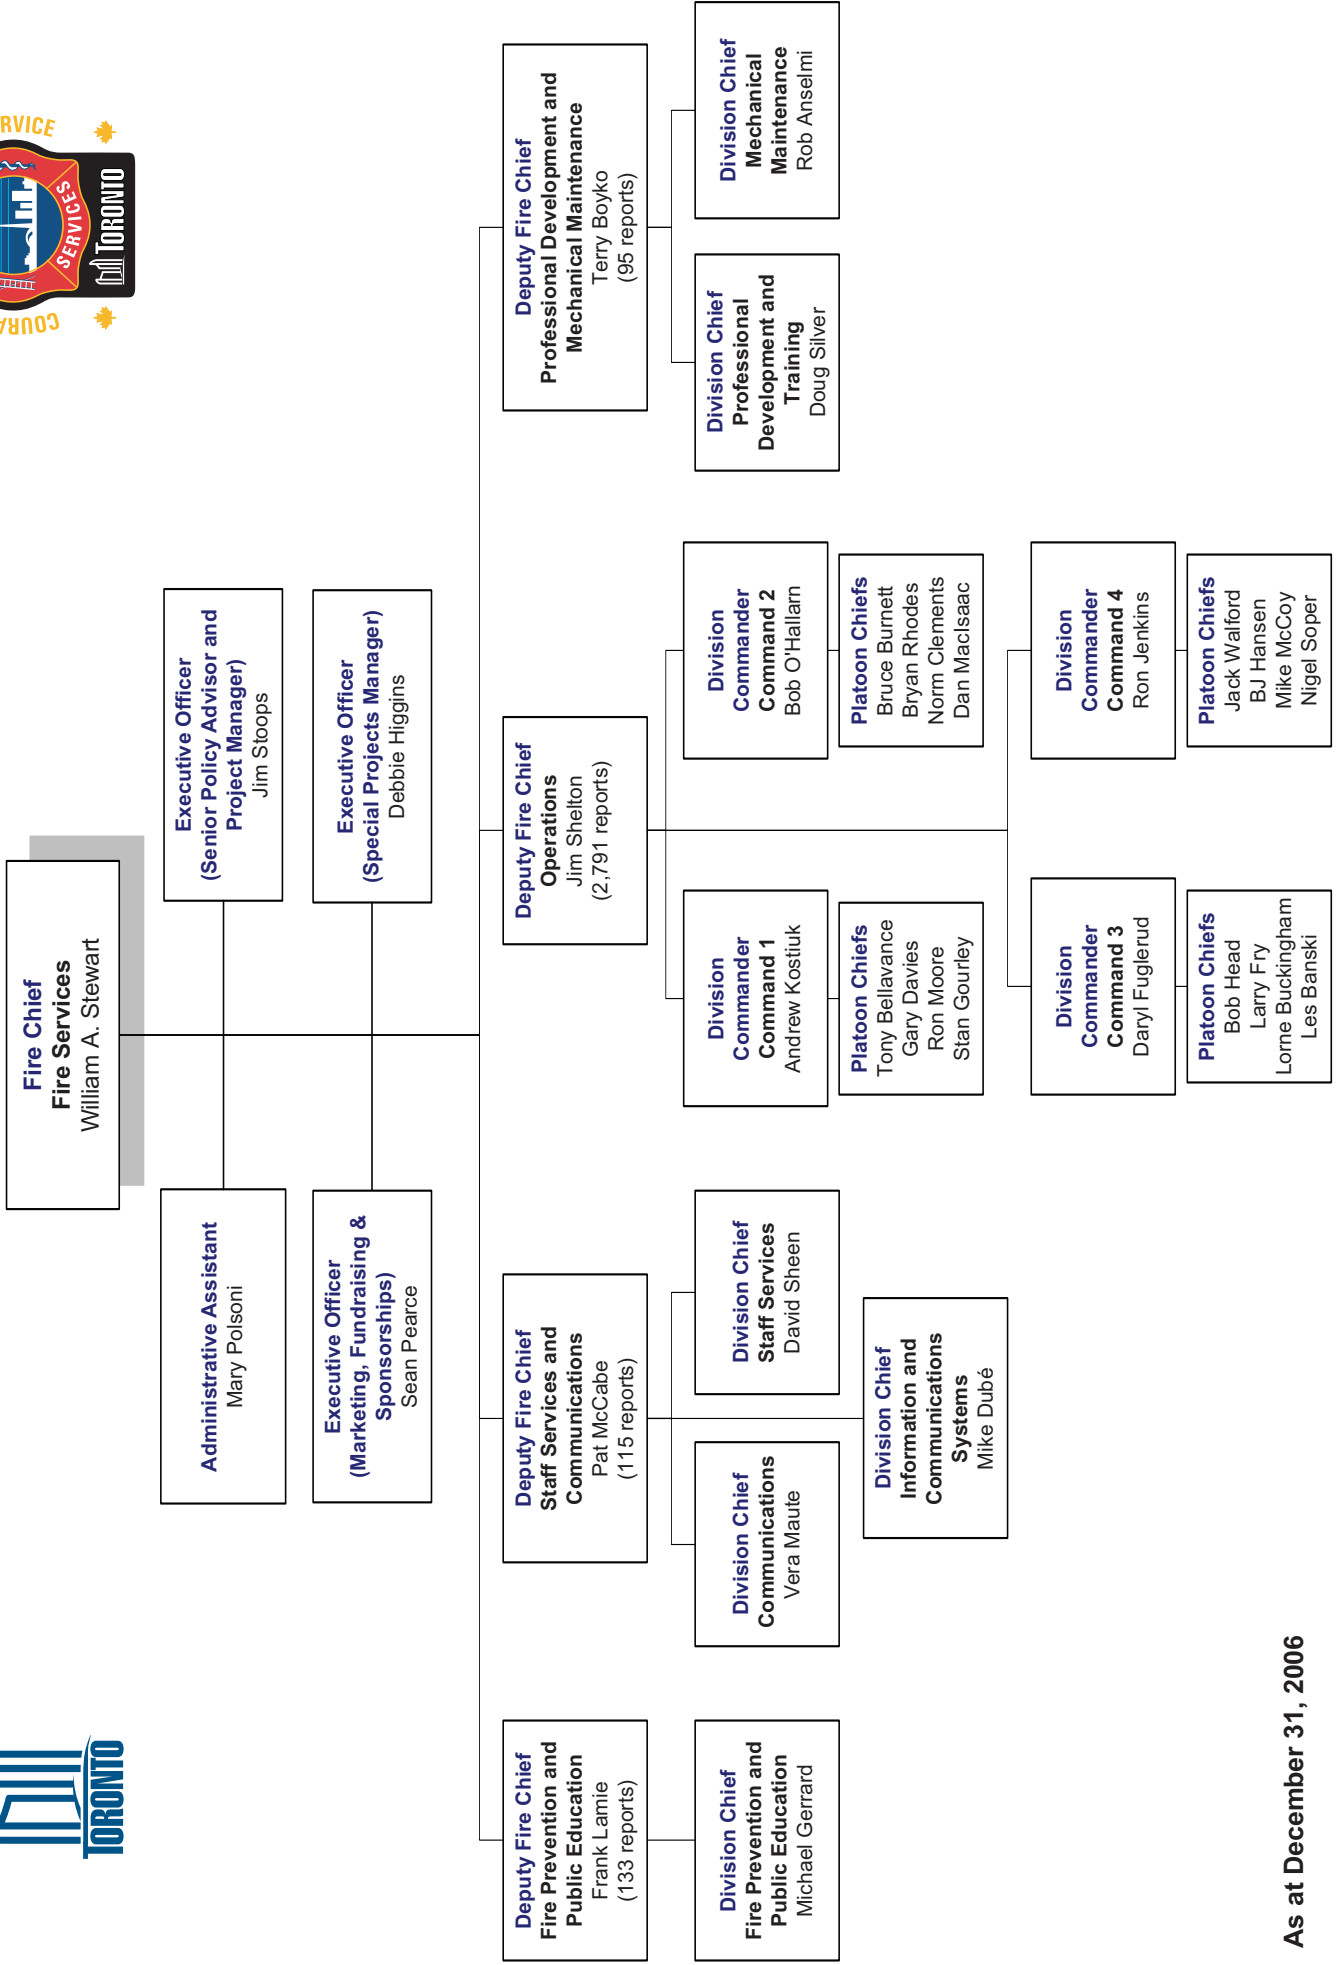 TORONTO
COURA
RVICE
SERVICES
TORONTO
Fire Chief
Fire Services
William A. Stewart
Administrative Assistant
Mary Polsoni
Executive Officer
(Senior Policy Advisor and
Project Manager)
Jim Stoops
Executive Officer
(Marketing, Fundraising &
Sponsorships)
Sean Pearce
Executive Officer
(Special Projects Manager)
Debbie Higgins
Deputy Fire Chief
Fire Prevention and
Public Education
Frank Lamie
(133 reports)
Division Chief
Fire Prevention and
Public Education
Michael Gerrard
Deputy Fire Chief
Staff Services and
Communications
Pat McCabe
(115 reports)
Division Chief
Communications
Vera Maute
Division Chief
Staff Services
David Sheen
Division Chief
Information and
Communications
Systems
Mike Dubé
Deputy Fire Chief
Operations
Jim Shelton
(2,791 reports)
Division
Commander
Command 1
Andrew Kostiuk
Platoon Chiefs
Tony Bellavance
Gary Davies
Ron Moore
Stan Gourley
Division
Commander
Command 2
Bob O'Hallarn
Platoon Chiefs
Bruce Burnett
Bryan Rhodes
Norm Clements
Dan MacIsaac
Division
Commander
Command 3
Daryl Fuglerud
Platoon Chiefs
Bob Head
Larry Fry
Lorne Buckingham
Les Banski
Division
Commander
Command 4
Ron Jenkins
Platoon Chiefs
Jack Walford
BJ Hansen
Mike McCoy
Nigel Soper
Deputy Fire Chief
Professional Development and
Mechanical Maintenance
Terry Boyko
(95 reports)
Division Chief
Professional
Development and
Training
Doug Silver
Division Chief
Mechanical
Maintenance
Rob Anselmi
As at December 31, 2006